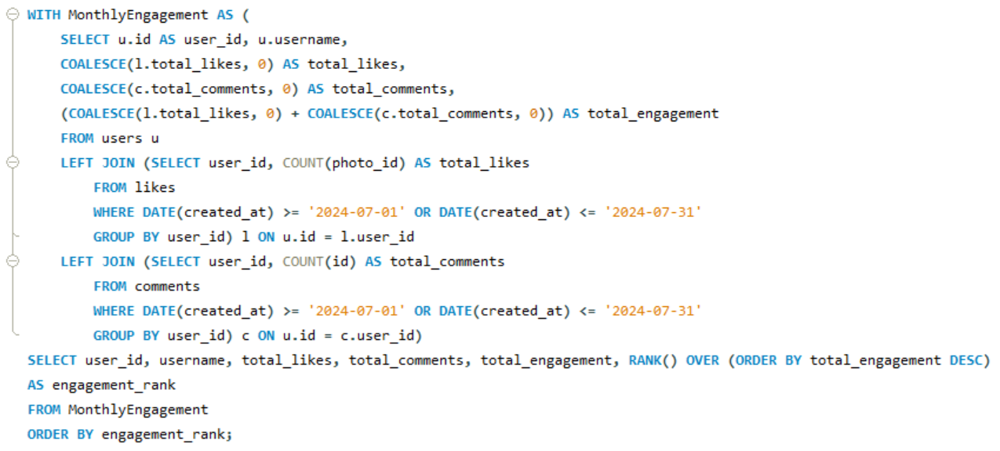 WITH MonthlyEngagement AS (
SELECT u.id AS user_id, u.username,
COALESCE(l.total_likes, 0) AS total_likes,
COALESCE(c.total_comments, 0) AS total_comments,
(COALESCE(l.total_likes, 0) + COALESCE(c.total_comments, 0)) AS total_engagement
FROM users u
LEFT JOIN (SELECT user_id, COUNT(photo_id) AS total_likes
FROM likes
WHERE DATE(created_at) >= '2024-07-01' OR DATE(created_at) <= '2024-07-31'
GROUP BY user_id) l ON u.id = l.user_id
LEFT JOIN (SELECT user_id, COUNT(id) AS total_comments
FROM comments
WHERE DATE(created_at) >= '2024-07-01' OR DATE(created_at) <= '2024-07-31'
GROUP BY user_id) c ON u.id = c.user_id)
SELECT user_id, username, total_likes, total_comments, total_engagement, RANK() OVER (ORDER BY total_engagement DESC)
AS engagement_rank
FROM MonthlyEngagement
ORDER BY engagement_rank;